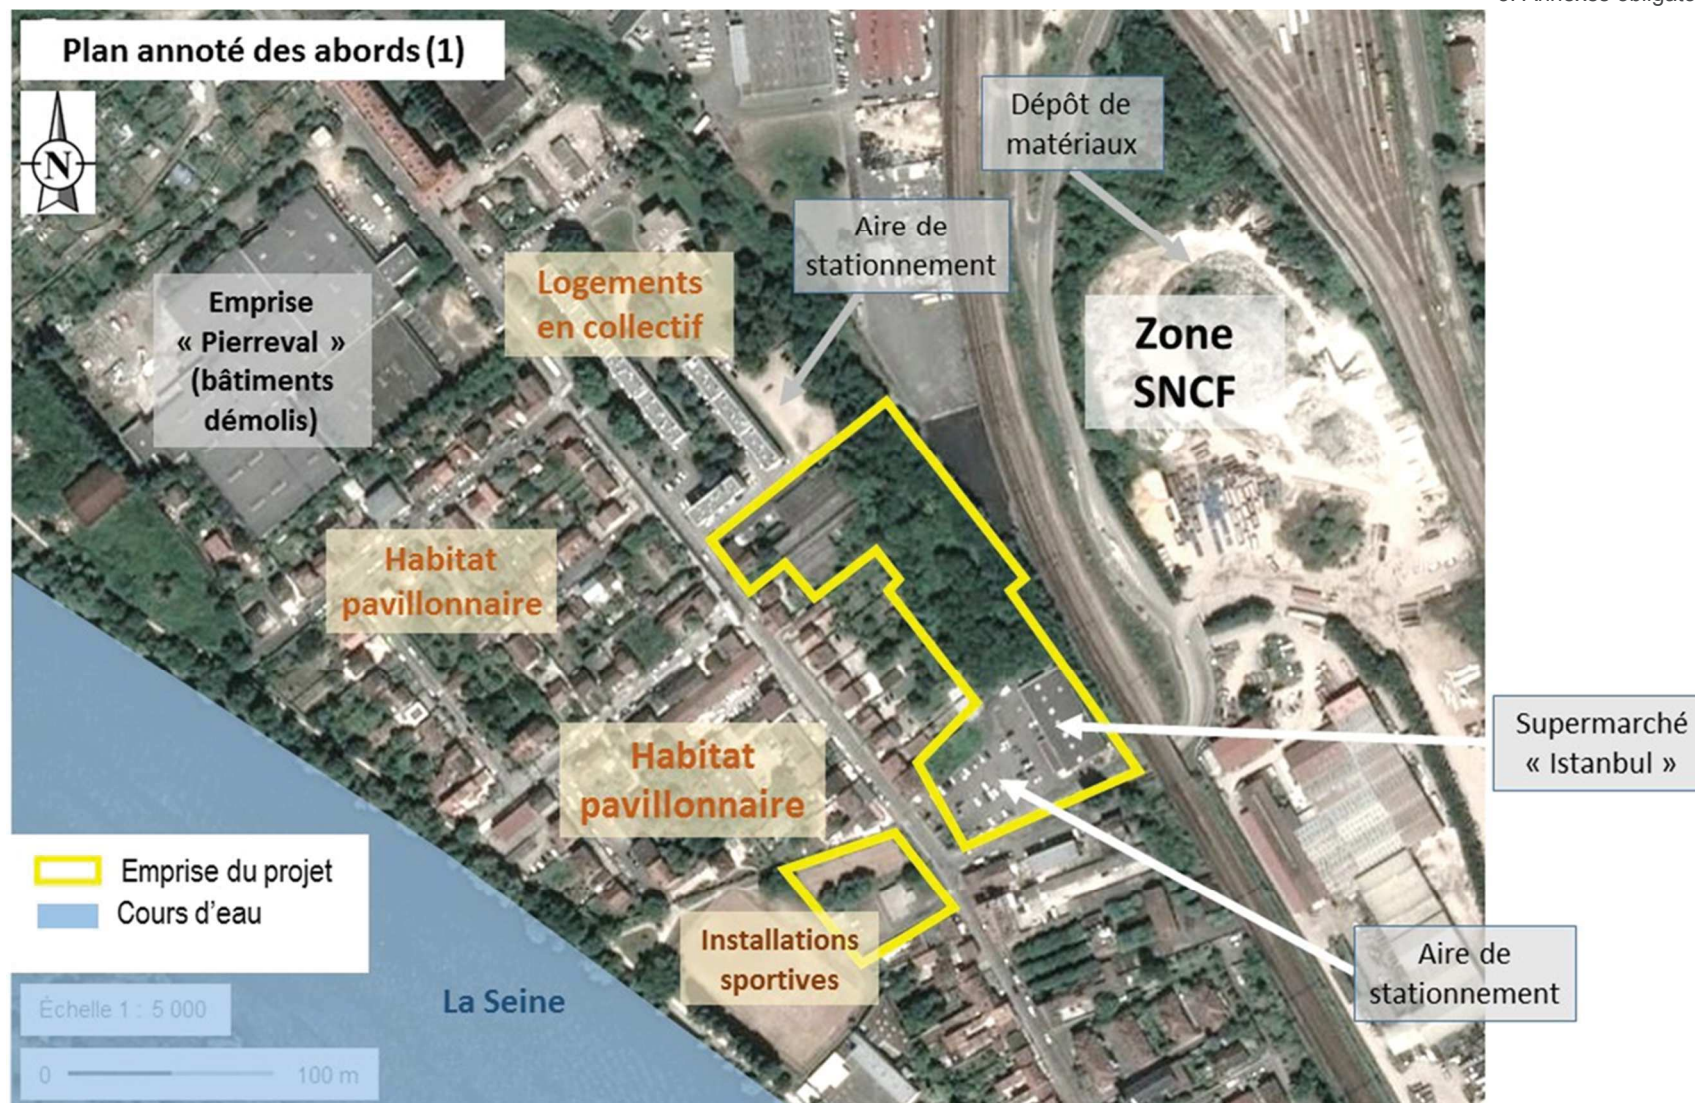 Plan annoté des abords (1)
N
Dépôt de
matériaux
Aire de
stationnement
Logements
en collectif
Emprise
« Pierreval »
(bâtiments
démolis)
Zone
SNCF
Habitat
pavillonnaire
Habitat
pavillonnaire
Supermarché
« Istanbul »
Emprise du projet
Cours d’eau
Installations
sportives
Aire de
stationnement
La Seine
Échelle 1 : 5 000
0 100 m